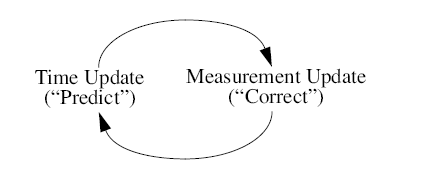 Time Update
(“Predict”)
Measurement Update
(“Correct”)